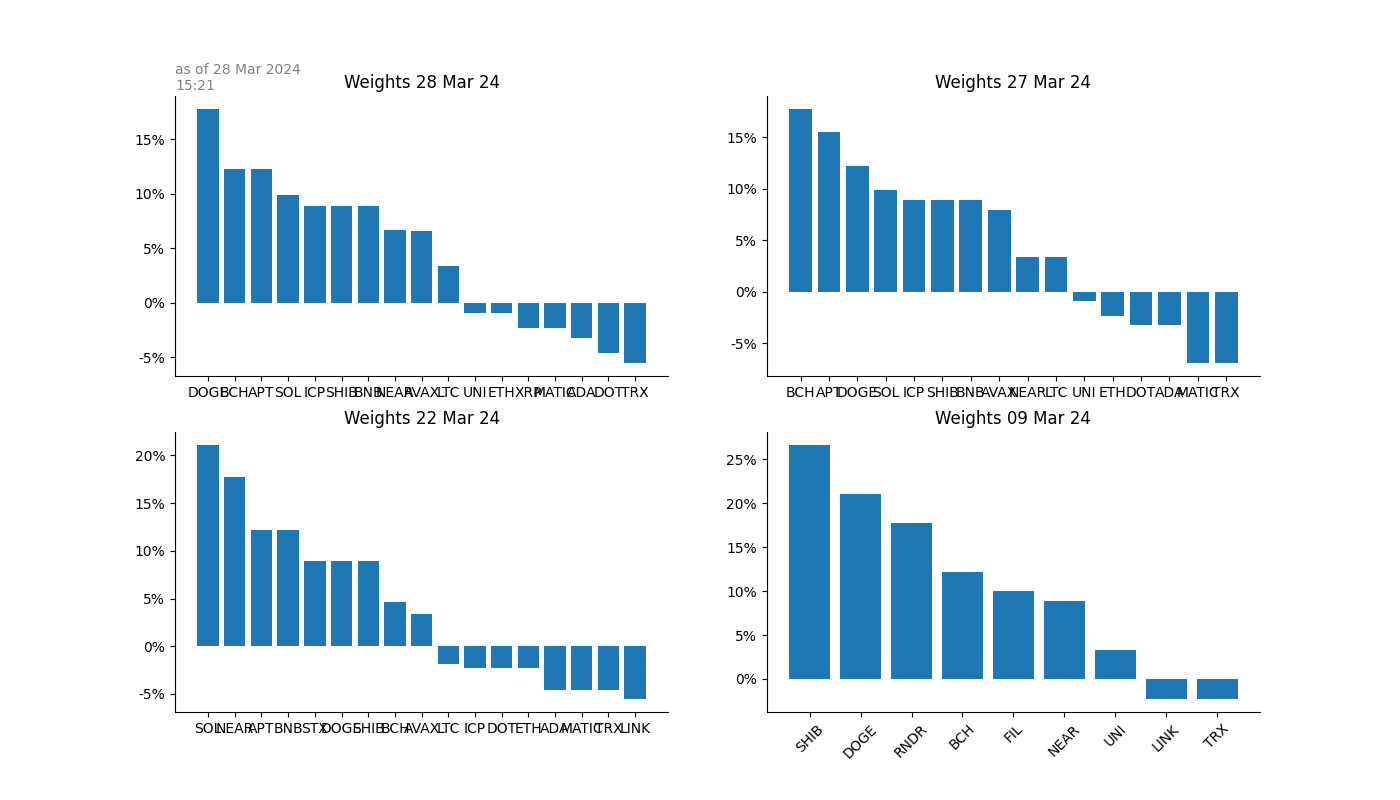 as of 28 Mar 2024
15:21
Weights 28 Mar 24
15%
10%
5%
0%
-5%
DOGE BCH APT SOL ICP SHIB BNB NEAR AVAX LTC UNI ETH XRP MATIC ADA DOT TRX
Weights 27 Mar 24
15%
10%
5%
0%
-5%
BCH APT DOGE SOL ICP SHIB BNB AVAX NEAR LTC UNI ETH DOT ADA MATIC TRX
Weights 22 Mar 24
20%
15%
10%
5%
0%
-5%
SOL NEAR APT BNB STX DOGE SHIB BCH AVAX LTC ICP DOT ETH ADA MATIC TRX LINK
Weights 09 Mar 24
25%
20%
15%
10%
5%
0%
SHIB DOGE RNDR BCH FIL NEAR UNI LINK TRX